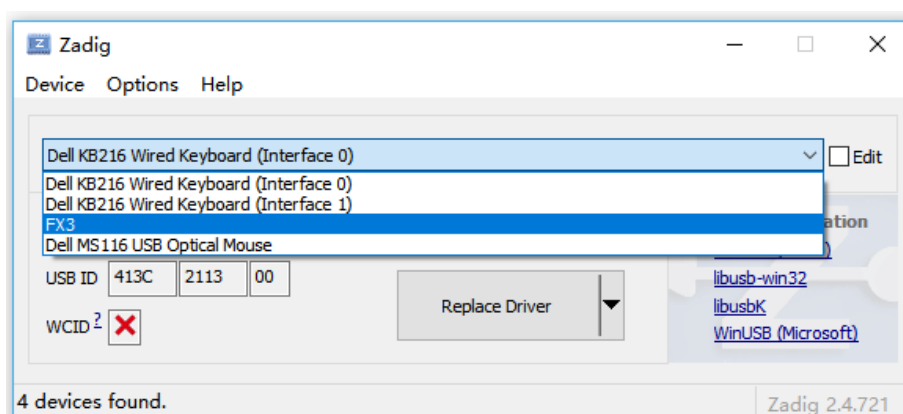 Zadig
Device Options Help
Dell KB216 Wired Keyboard (Interface 0)
Edit
Dell KB216 Wired Keyboard (Interface 0)
Dell KB216 Wired Keyboard (Interface 1)
FX3
ation
Dell MS116 USB Optical Mouse
USB ID 413C 2113 00
libusb-win32
Replace Driver
libusbK
WCID ?
WinUSB (Microsoft)
4 devices found.
Zadig 2.4.721